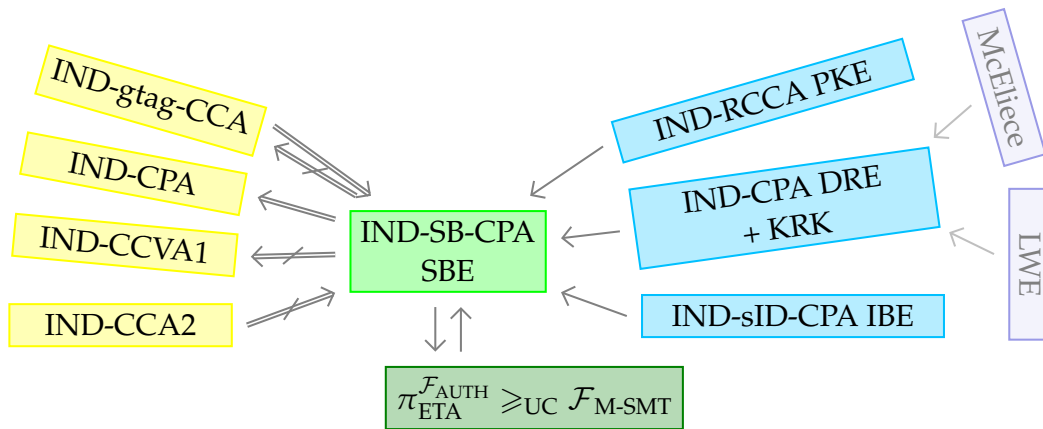 IND-gtag-CCA
IND-CPA
IND-CCVA1
IND-CCA2
IND-SB-CPA
SBE
π_ETA^{ℱ_AUTH} ⩾_UC ℱ_M-SMT
IND-RCCA PKE
IND-CPA DRE
+ KRK
IND-sID-CPA IBE
McEliece
LWE